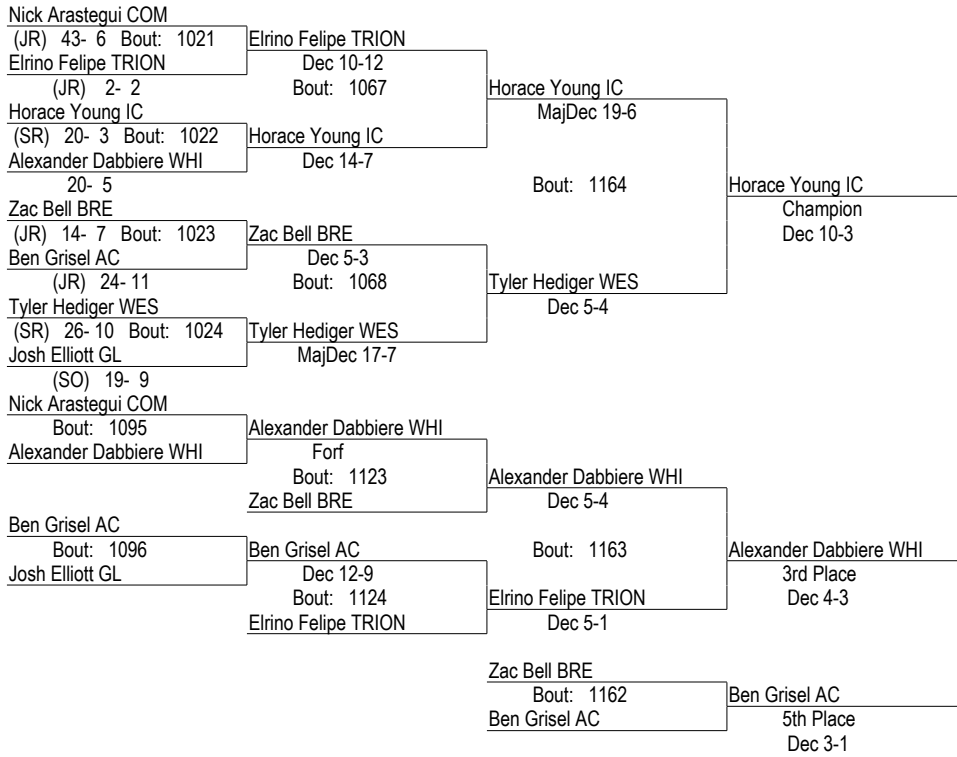 Nick Arastegui COM
(JR) 43- 6 Bout: 1021 Elrino Felipe TRION
Elrino Felipe TRION Dec 10-12
(JR) 2- 2 Bout: 1067 Horace Young IC
Horace Young IC MajDec 19-6
(SR) 20- 3 Bout: 1022 Horace Young IC
Alexander Dabbiere WHI Dec 14-7
20- 5 Bout: 1164 Horace Young IC
Zac Bell BRE Champion
(JR) 14- 7 Bout: 1023 Zac Bell BRE Dec 10-3
Ben Grisel AC Dec 5-3
(JR) 24- 11 Bout: 1068 Tyler Hediger WES
Tyler Hediger WES Dec 5-4
(SR) 26- 10 Bout: 1024 Tyler Hediger WES
Josh Elliott GL MajDec 17-7
(SO) 19- 9
Nick Arastegui COM
Bout: 1095 Alexander Dabbiere WHI
Alexander Dabbiere WHI Forf
Bout: 1123 Alexander Dabbiere WHI
Zac Bell BRE Dec 5-4
Ben Grisel AC
Bout: 1096 Ben Grisel AC Bout: 1163 Alexander Dabbiere WHI
Josh Elliott GL Dec 12-9 3rd Place
Bout: 1124 Elrino Felipe TRION Dec 4-3
Elrino Felipe TRION Dec 5-1
Zac Bell BRE
Bout: 1162 Ben Grisel AC
Ben Grisel AC 5th Place
Dec 3-1